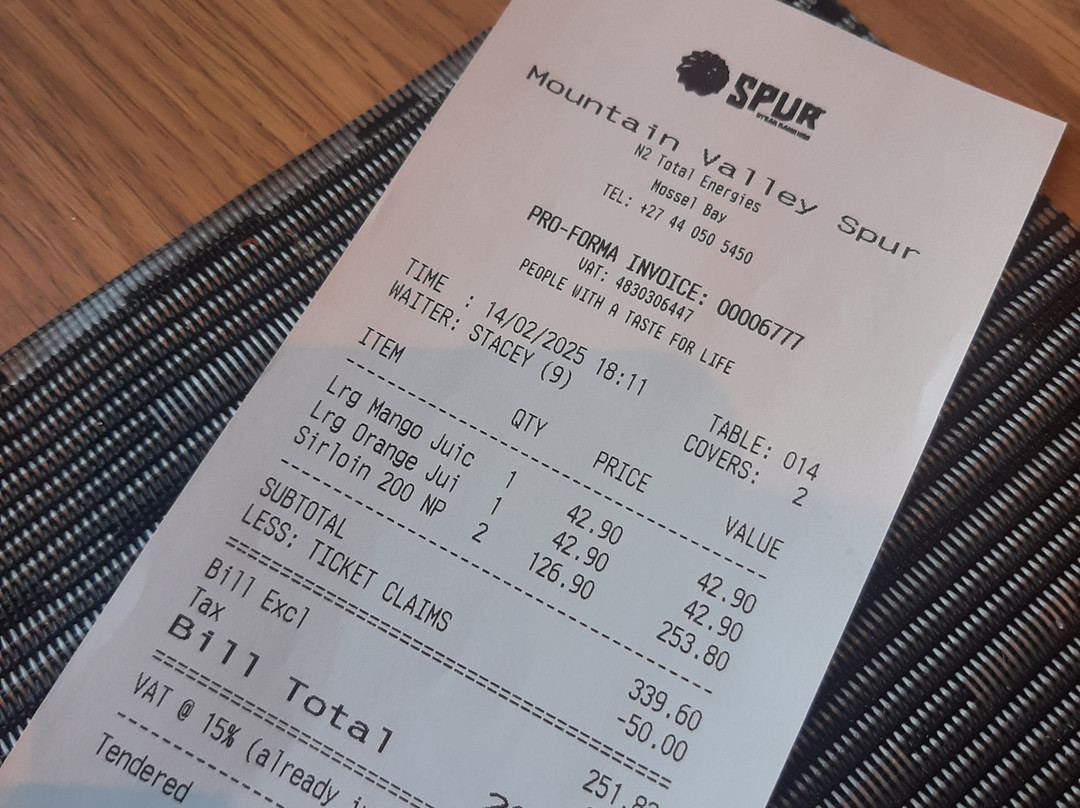 SPUR
Mountain Valley Spur
N2 Total Energies
Mossel Bay
TEL: +27 44 050 5450
PRO-FORMA INVOICE: 00006777
VAT: 4830306447
PEOPLE WITH A TASTE FOR LIFE
TIME : 14/02/2025 18:11
WAITER: STACEY (9)
TABLE: 014
COVERS: 2
ITEM QTY PRICE VALUE
Lrg Mango Juic 1 42.90 42.90
Lrg Orange Jui 1 42.90 42.90
Sirloin 200 NP 2 126.90 253.80
SUBTOTAL 339.60
LESS: TICKET CLAIMS -50.00
Bill Excl 251.83
Tax
Bill Total
VAT @ 15% (already
Tendered